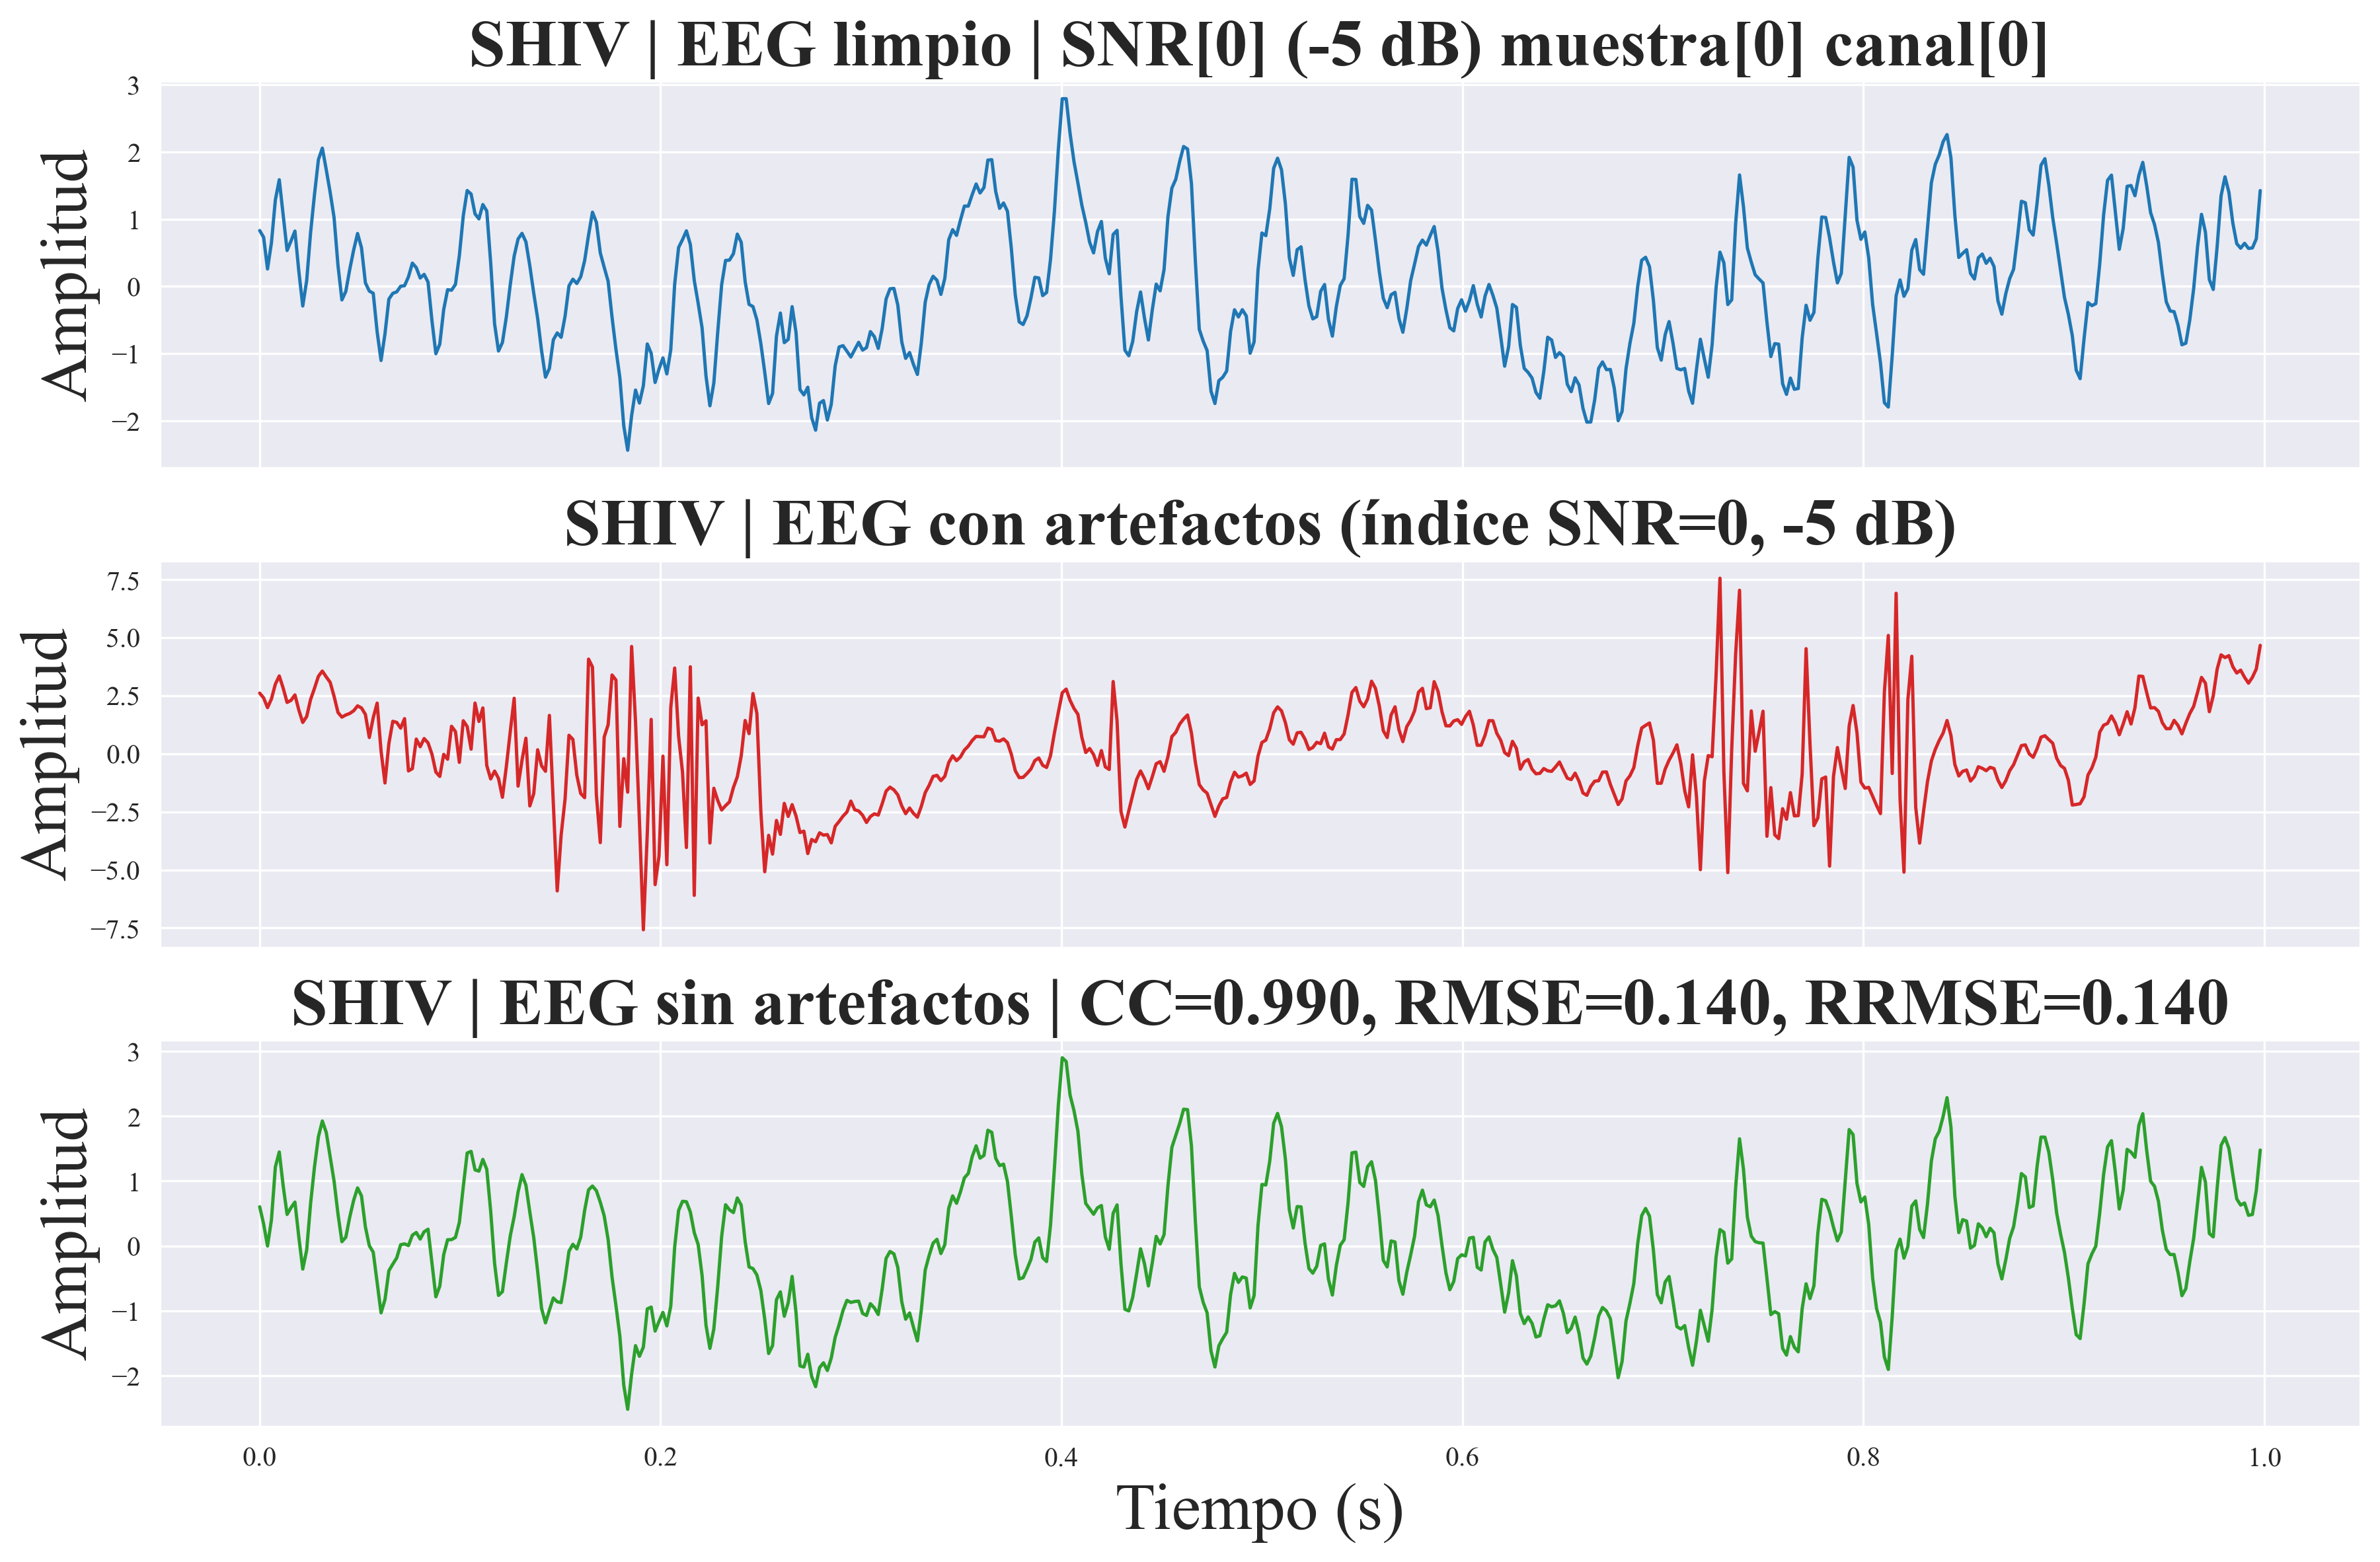 SHIV | EEG limpio | SNR[0] (-5 dB) muestra[0] canal[0]
3
2
1
0
−1
−2
Amplitud
SHIV | EEG con artefactos (índice SNR=0, -5 dB)
7.5
5.0
2.5
0.0
−2.5
−5.0
−7.5
Amplitud
SHIV | EEG sin artefactos | CC=0.990, RMSE=0.140, RRMSE=0.140
3
2
1
0
−1
−2
Amplitud
0.0 0.2 0.4 0.6 0.8 1.0
Tiempo (s)